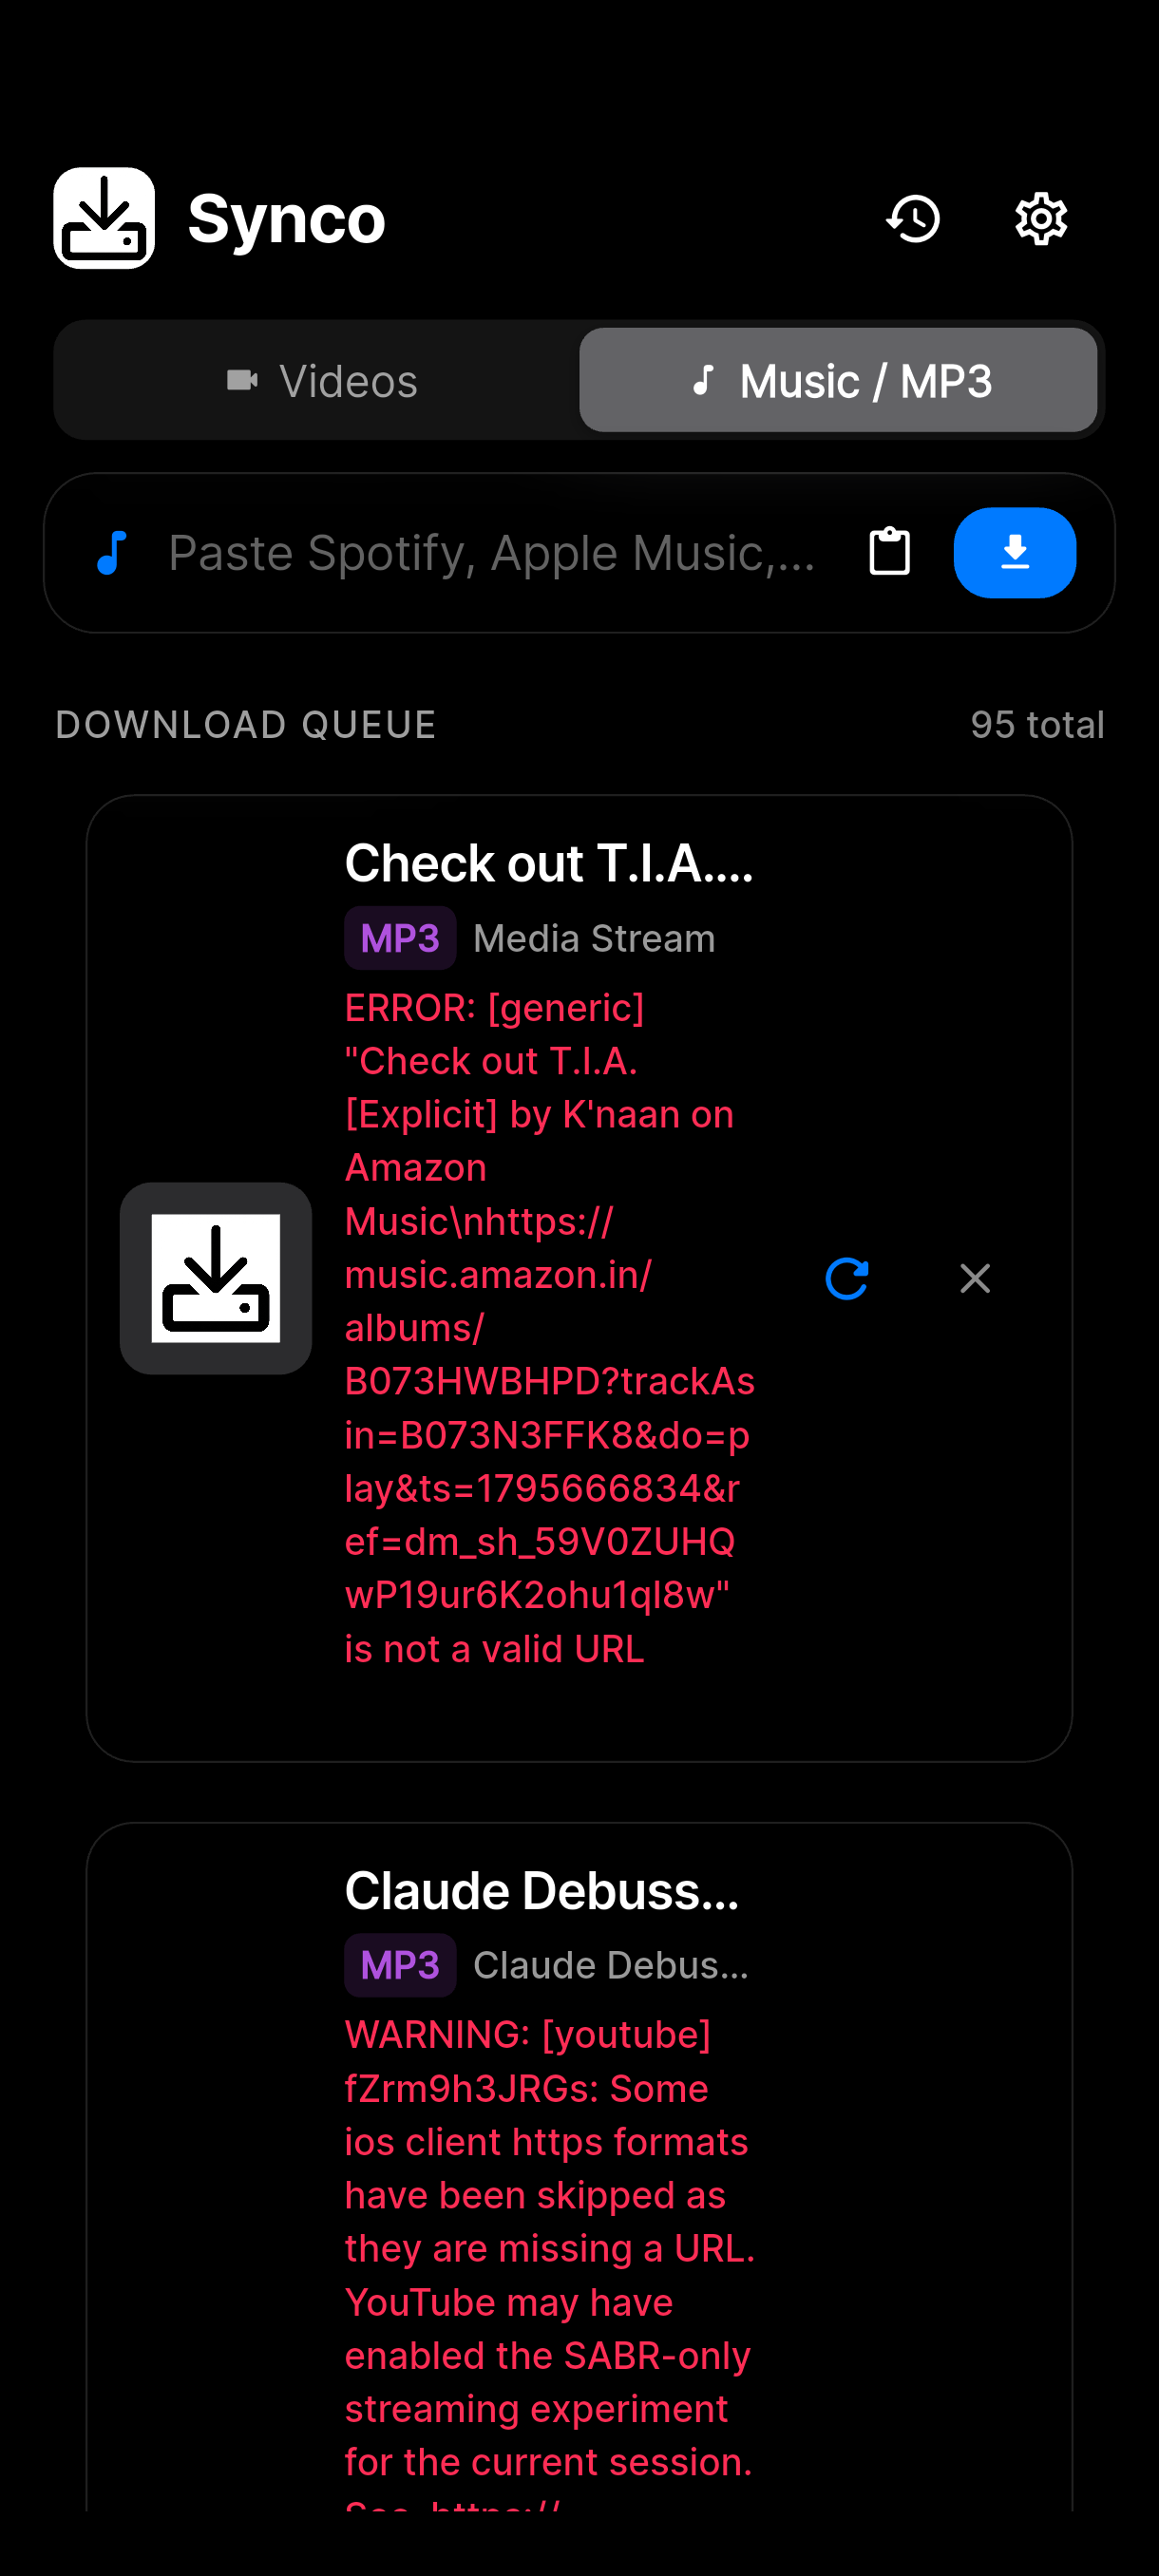 Synco
Videos
Music / MP3
Paste Spotify, Apple Music,...
DOWNLOAD QUEUE
95 total
Check out T.I.A....
MP3 Media Stream
ERROR: [generic]
"Check out T.I.A.
[Explicit] by K'naan on
Amazon
Music\nhttps://
music.amazon.in/
albums/
B073HWBHPD?trackAs
in=B073N3FFK8&do=p
lay&ts=1795666834&r
ef=dm_sh_59V0ZUHQ
wP19ur6K2ohu1ql8w"
is not a valid URL
Claude Debuss...
MP3 Claude Debus...
WARNING: [youtube]
fZrm9h3JRGs: Some
ios client https formats
have been skipped as
they are missing a URL.
YouTube may have
enabled the SABR-only
streaming experiment
for the current session.
See https://